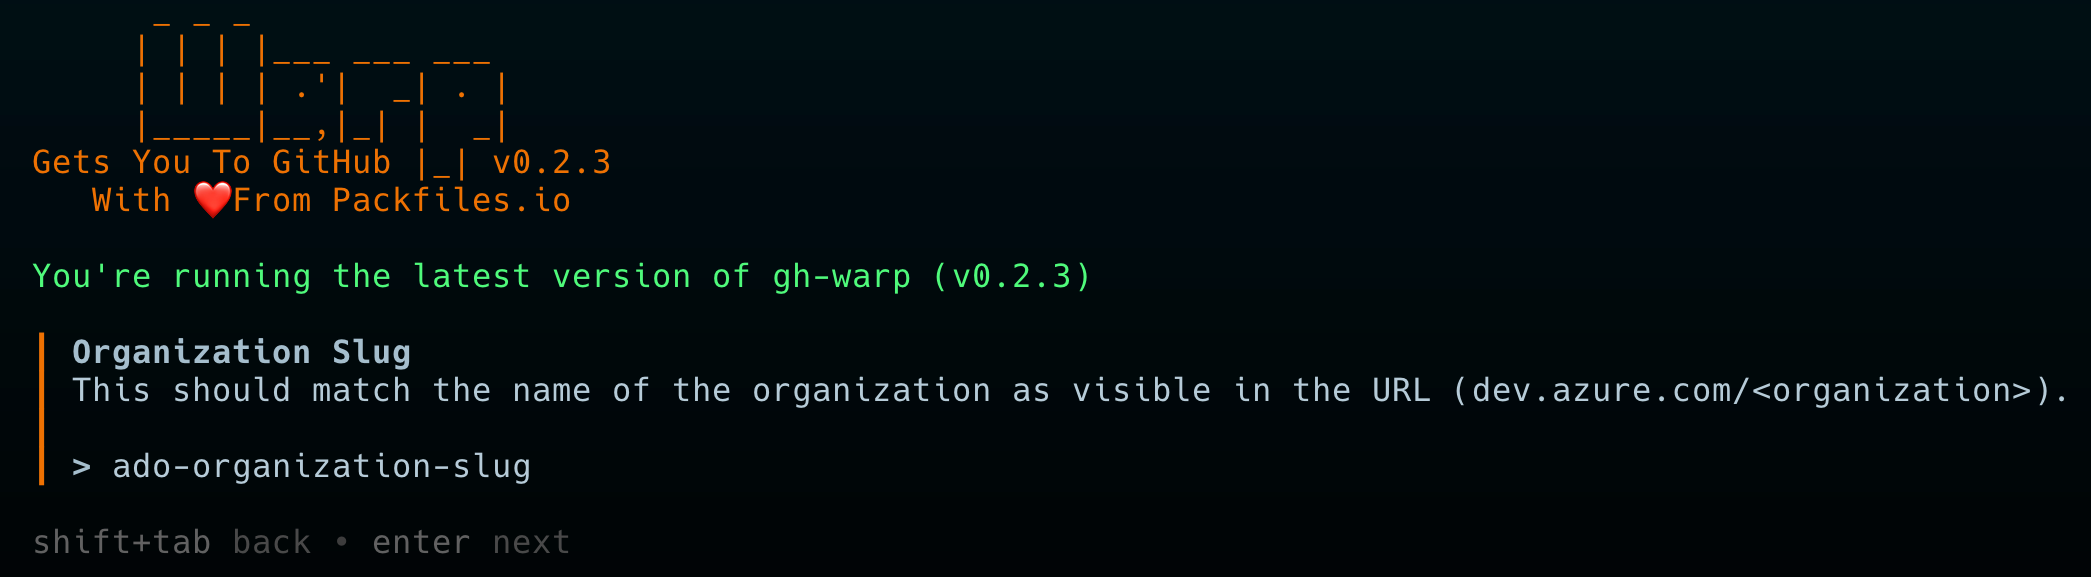 _ _ _
    | | | |___ ___ ___
    | | | | .'|  _| . |
    |_____|__,|_| |  _|
Gets You To GitHub |_| v0.2.3
With ❤️From Packfiles.io
You're running the latest version of gh-warp (v0.2.3)
Organization Slug
This should match the name of the organization as visible in the URL (dev.azure.com/<organization>).
> ado-organization-slug
shift+tab back • enter next